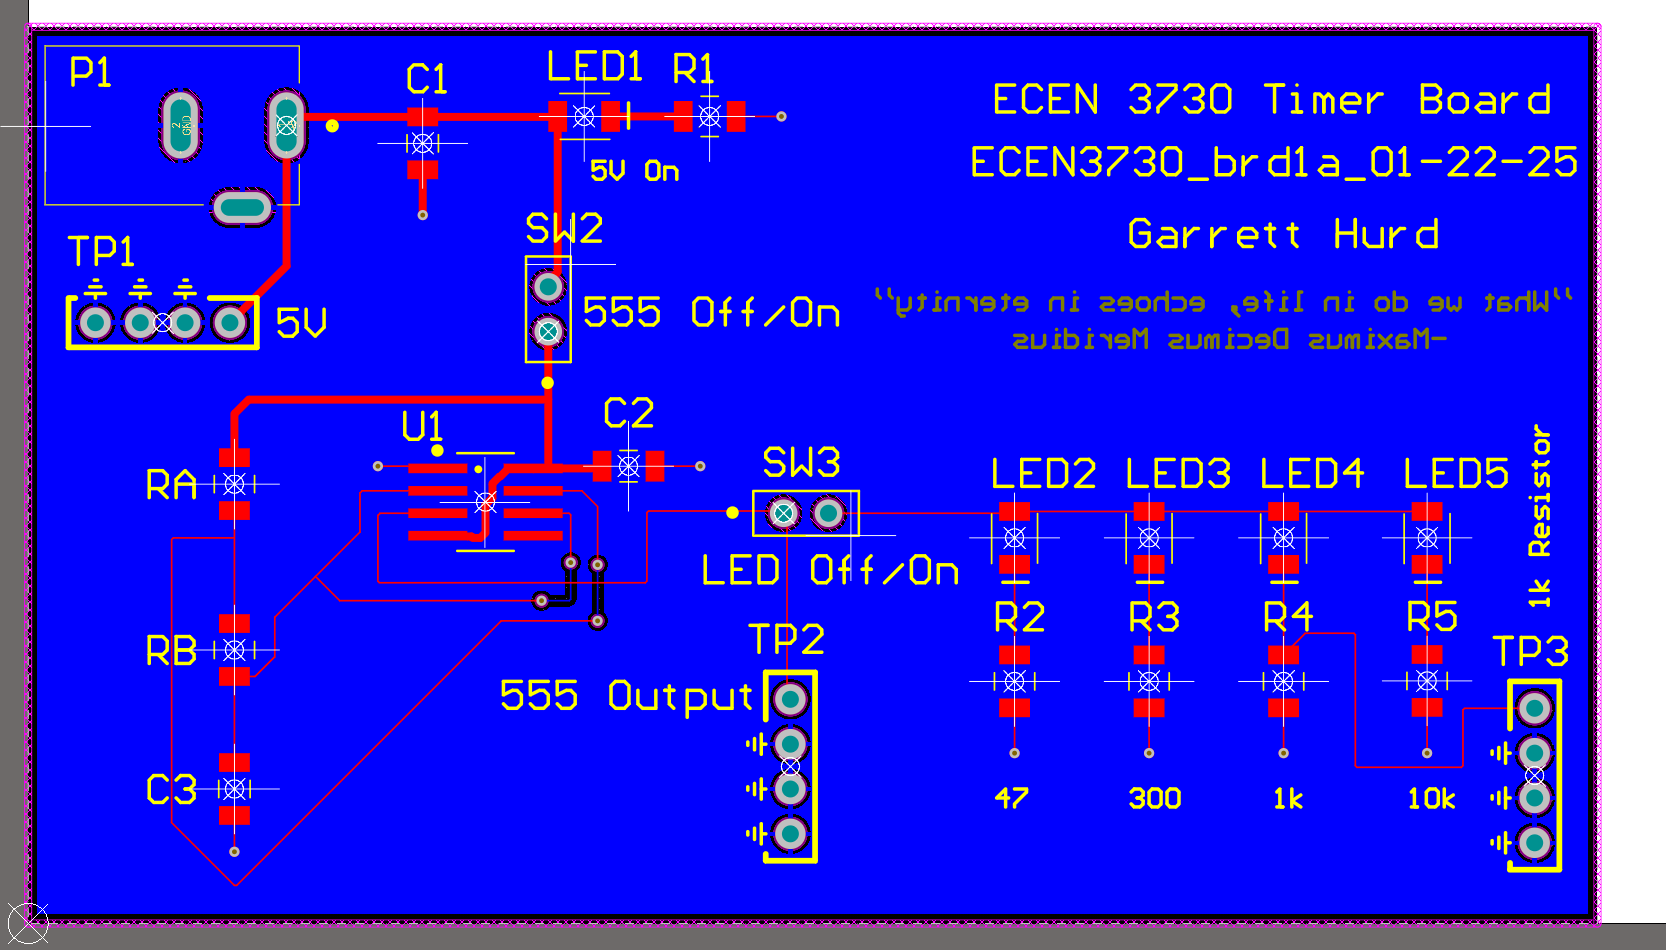 P1
C1
LED1
R1
ECEN 3730 Timer Board
2
GND
5V On
ECEN3730_brd1a_01-22-25
SW2
Garrett Hurd
TP1
5V
555 Off/On
"What we do in life, echoes in eternity"
-Maximus Decimus Meridius
U1
C2
RA
SW3
LED2
LED3
LED4
LED5
1k Resistor
LED Off/On
RB
R2
R3
R4
R5
TP2
TP3
555 Output
C3
47
300
1k
10k